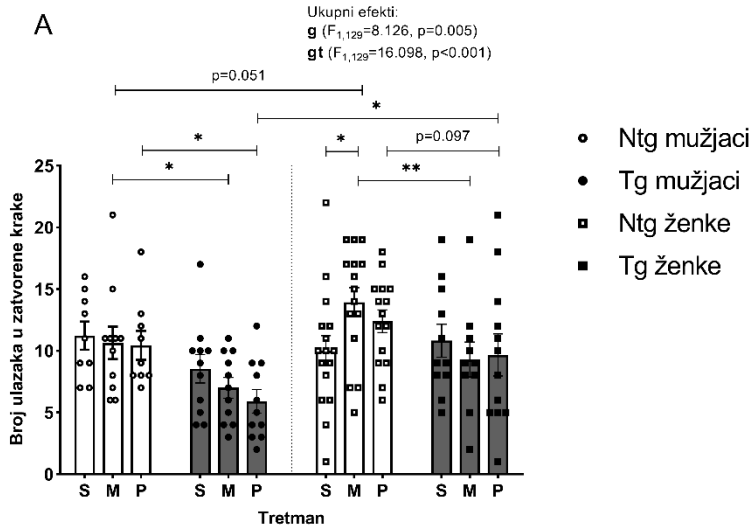 A
Ukupni efekti:
g (F1,129=8.126, p=0.005)
gt (F1,129=16.098, p<0.001)
p=0.051
*
* * p=0.097
* **
Ntg mužjaci
Tg mužjaci
Ntg ženke
Tg ženke
Broj ulazaka u zatvorene krake
25
20
15
10
5
0
S M P S M P S M P S M P
Tretman